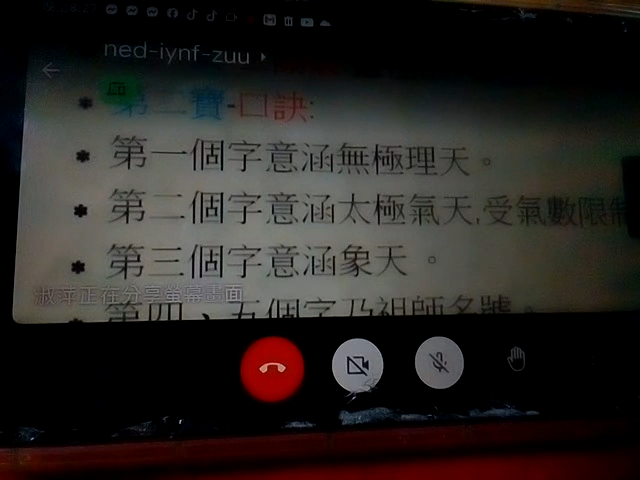 ned-iynf-zuu
第二寶-口訣:
第一個字意涵無極理天。
第二個字意涵太極氣天,受氣數限制
第三個字意涵象天。
淑萍正在分享螢幕畫面
第四、五個字乃祖師名號。